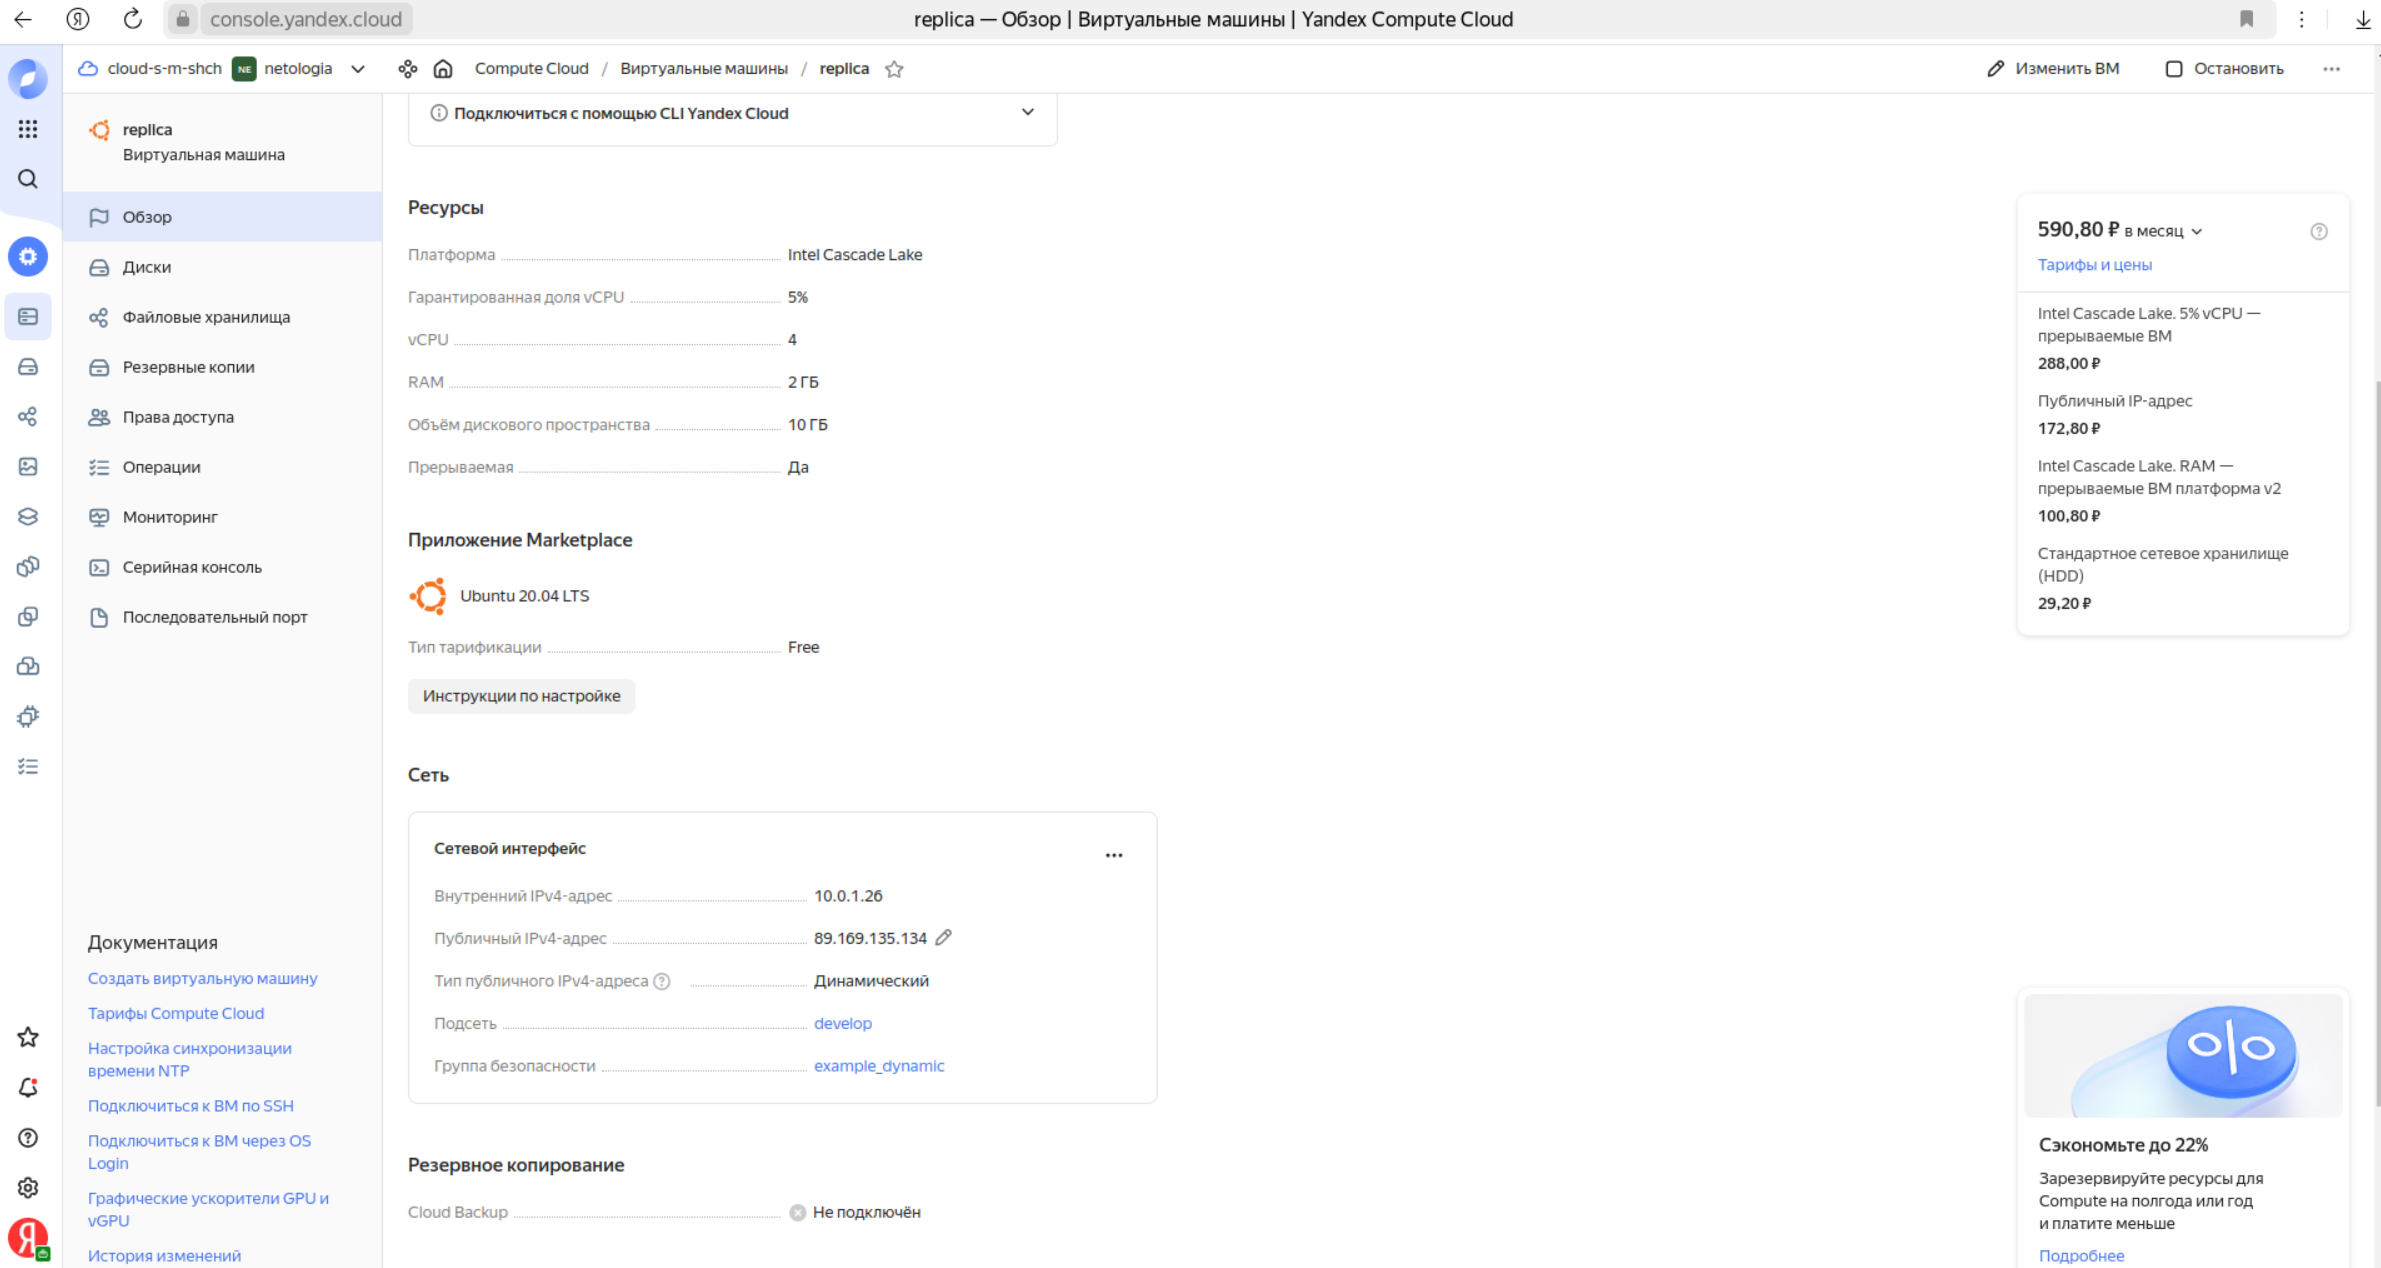 console.yandex.cloud
replica — Обзор | Виртуальные машины | Yandex Compute Cloud
cloud-s-m-shch NE netologia
Compute Cloud / Виртуальные машины / replica
Изменить ВМ
Остановить
replica
Виртуальная машина
Обзор
Диски
Файловые хранилища
Резервные копии
Права доступа
Операции
Мониторинг
Серийная консоль
Последовательный порт
Документация
Создать виртуальную машину
Тарифы Compute Cloud
Настройка синхронизации
времени NTP
Подключиться к ВМ по SSH
Подключиться к ВМ через OS
Login
Графические ускорители GPU и
vGPU
История изменений
Подключиться с помощью CLI Yandex Cloud
Ресурсы
Платформа Intel Cascade Lake
Гарантированная доля vCPU 5%
vCPU 4
RAM 2 ГБ
Объём дискового пространства 10 ГБ
Прерываемая Да
Приложение Marketplace
Ubuntu 20.04 LTS
Тип тарификации Free
Инструкции по настройке
Сеть
Сетевой интерфейс
Внутренний IPv4-адрес 10.0.1.26
Публичный IPv4-адрес 89.169.135.134
Тип публичного IPv4-адреса Динамический
Подсеть develop
Группа безопасности example_dynamic
Резервное копирование
Cloud Backup Не подключён
590,80 ₽ в месяц
Тарифы и цены
Intel Cascade Lake. 5% vCPU —
прерываемые ВМ
288,00 ₽
Публичный IP-адрес
172,80 ₽
Intel Cascade Lake. RAM —
прерываемые ВМ платформа v2
100,80 ₽
Стандартное сетевое хранилище
(HDD)
29,20 ₽
%
Сэкономьте до 22%
Зарезервируйте ресурсы для
Compute на полгода или год
и платите меньше
Подробнее